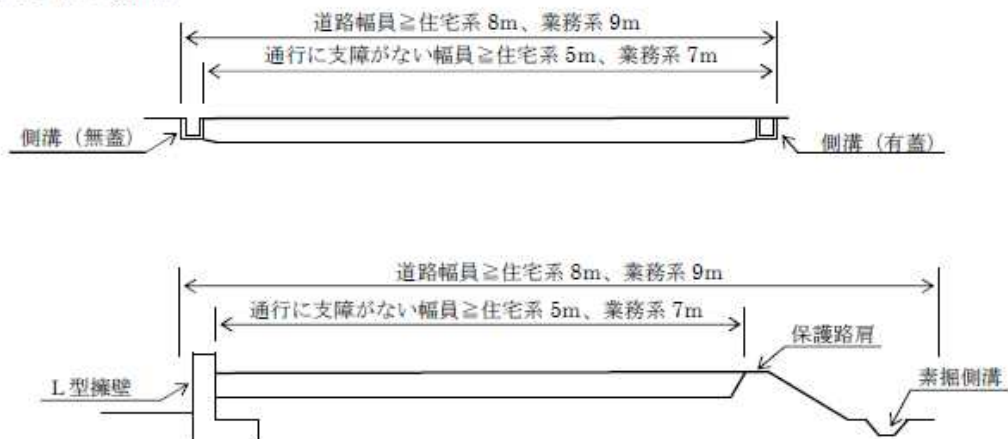 道路幅員≧住宅系 8m、業務系 9m
通行に支障がない幅員≧住宅系 5m、業務系 7m
側溝（無蓋）
側溝（有蓋）
道路幅員≧住宅系 8m、業務系 9m
通行に支障がない幅員≧住宅系 5m、業務系 7m
保護路肩
L型擁壁
素掘側溝